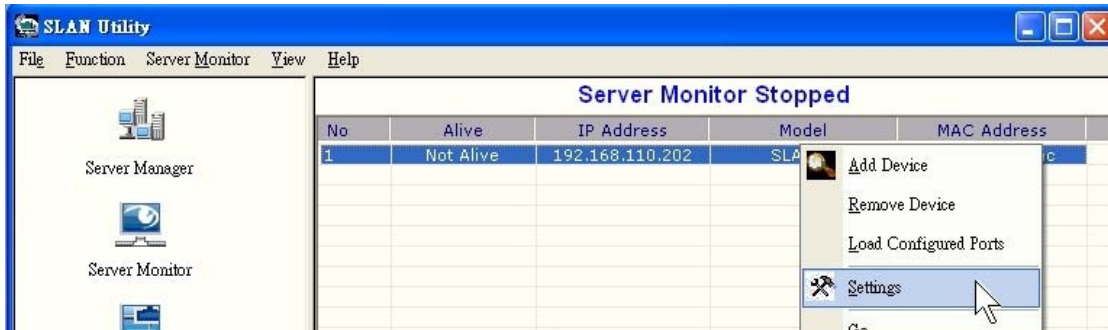 SLAN Utility
File Function Server Monitor View Help
Server Monitor Stopped
No Alive IP Address Model MAC Address
1 Not Alive 192.168.110.202
Server Manager
Server Monitor
Add Device
Remove Device
Load Configured Ports
Settings